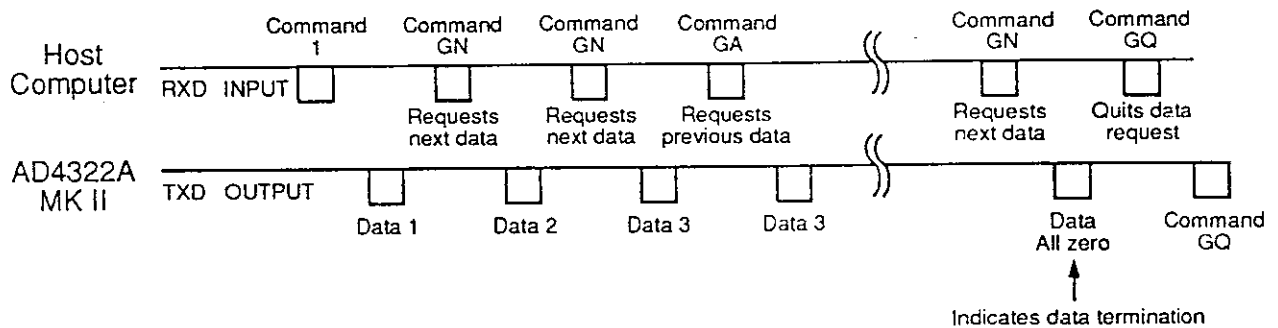 Host
Computer
Command
1
Command
GN
Command
GN
Command
GA
Command
GN
Command
GQ
RXD INPUT
Requests
next data
Requests
next data
Requests
previous data
Requests
next data
Quits data
request
AD4322A
MK II
TXD OUTPUT
Data 1
Data 2
Data 3
Data 3
Data
All zero
Command
GQ
Indicates data termination